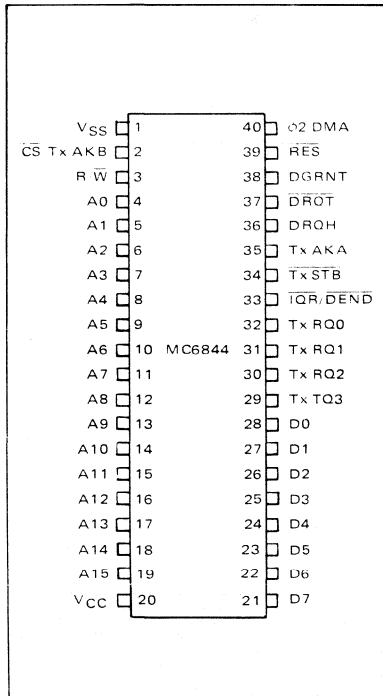 VSS 1 40 Φ2 DMA
CS Tx AKB 2 39 RES
R W 3 38 DGRNT
A0 4 37 DRQT
A1 5 36 DRQH
A2 6 35 Tx AKA
A3 7 34 TxSTB
A4 8 33 IQR/DEND
A5 9 32 Tx RQ0
A6 10 MC6844 31 Tx RQ1
A7 11 30 Tx RQ2
A8 12 29 Tx TQ3
A9 13 28 D0
A10 14 27 D1
A11 15 26 D2
A12 16 25 D3
A13 17 24 D4
A14 18 23 D5
A15 19 22 D6
VCC 20 21 D7